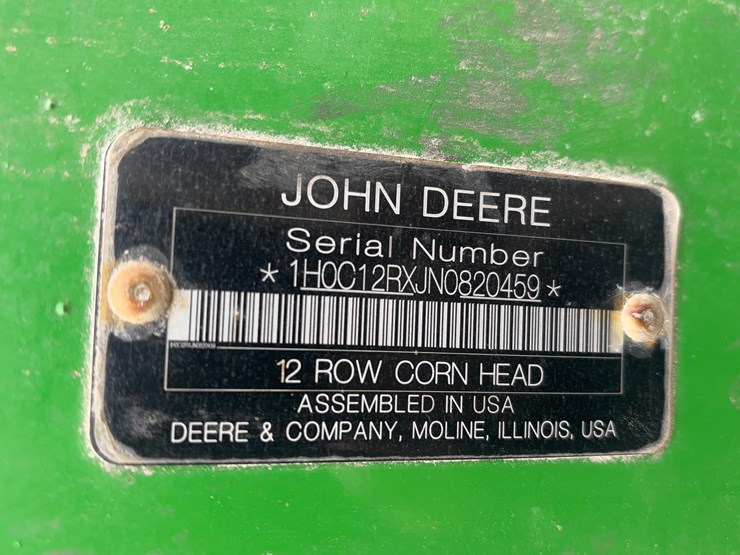 JOHN DEERE
Serial Number
*1H0C12RXJN0820459*
12 ROW CORN HEAD
ASSEMBLED IN USA
DEERE & COMPANY, MOLINE, ILLINOIS, USA